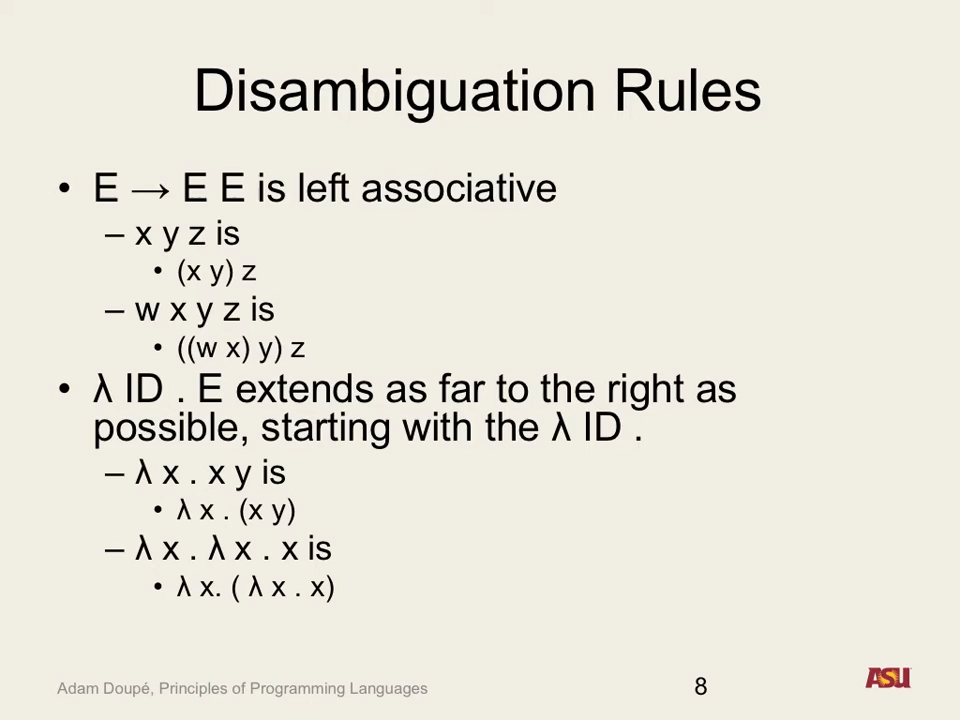 Disambiguation Rules
• E → E E is left associative
– x y z is
• (x y) z
– w x y z is
• ((w x) y) z
• λ ID . E extends as far to the right as
possible, starting with the λ ID .
– λ x . x y is
• λ x . (x y)
– λ x . λ x . x is
• λ x. ( λ x . x)
Adam Doupé, Principles of Programming Languages
8
ASU